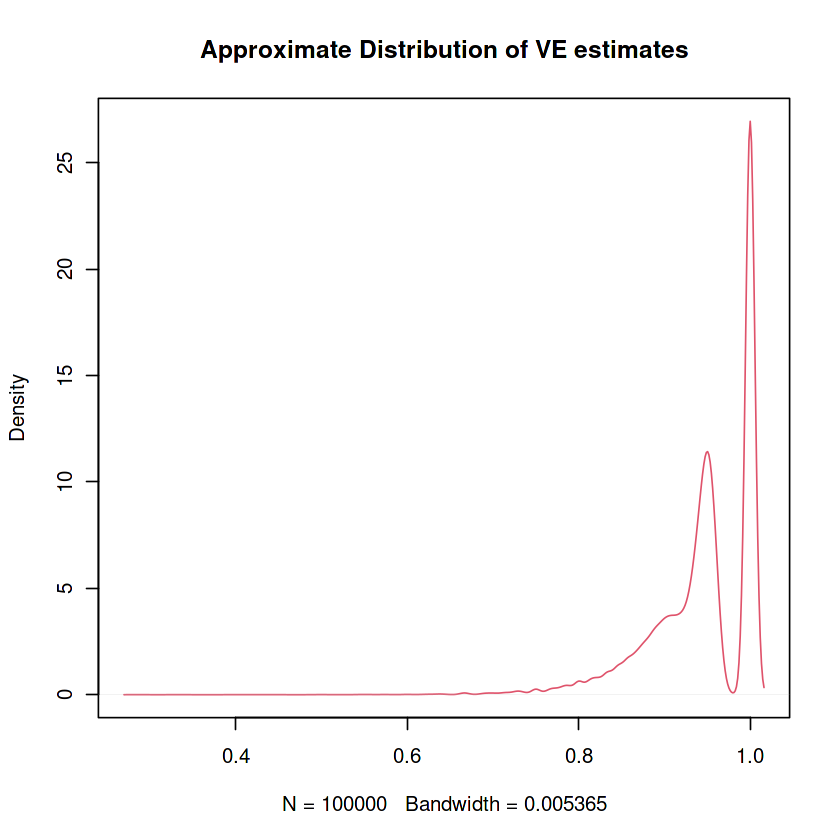 Approximate Distribution of VE estimates
Density
25
20
15
10
5
0
0.4 0.6 0.8 1.0
N = 100000 Bandwidth = 0.005365